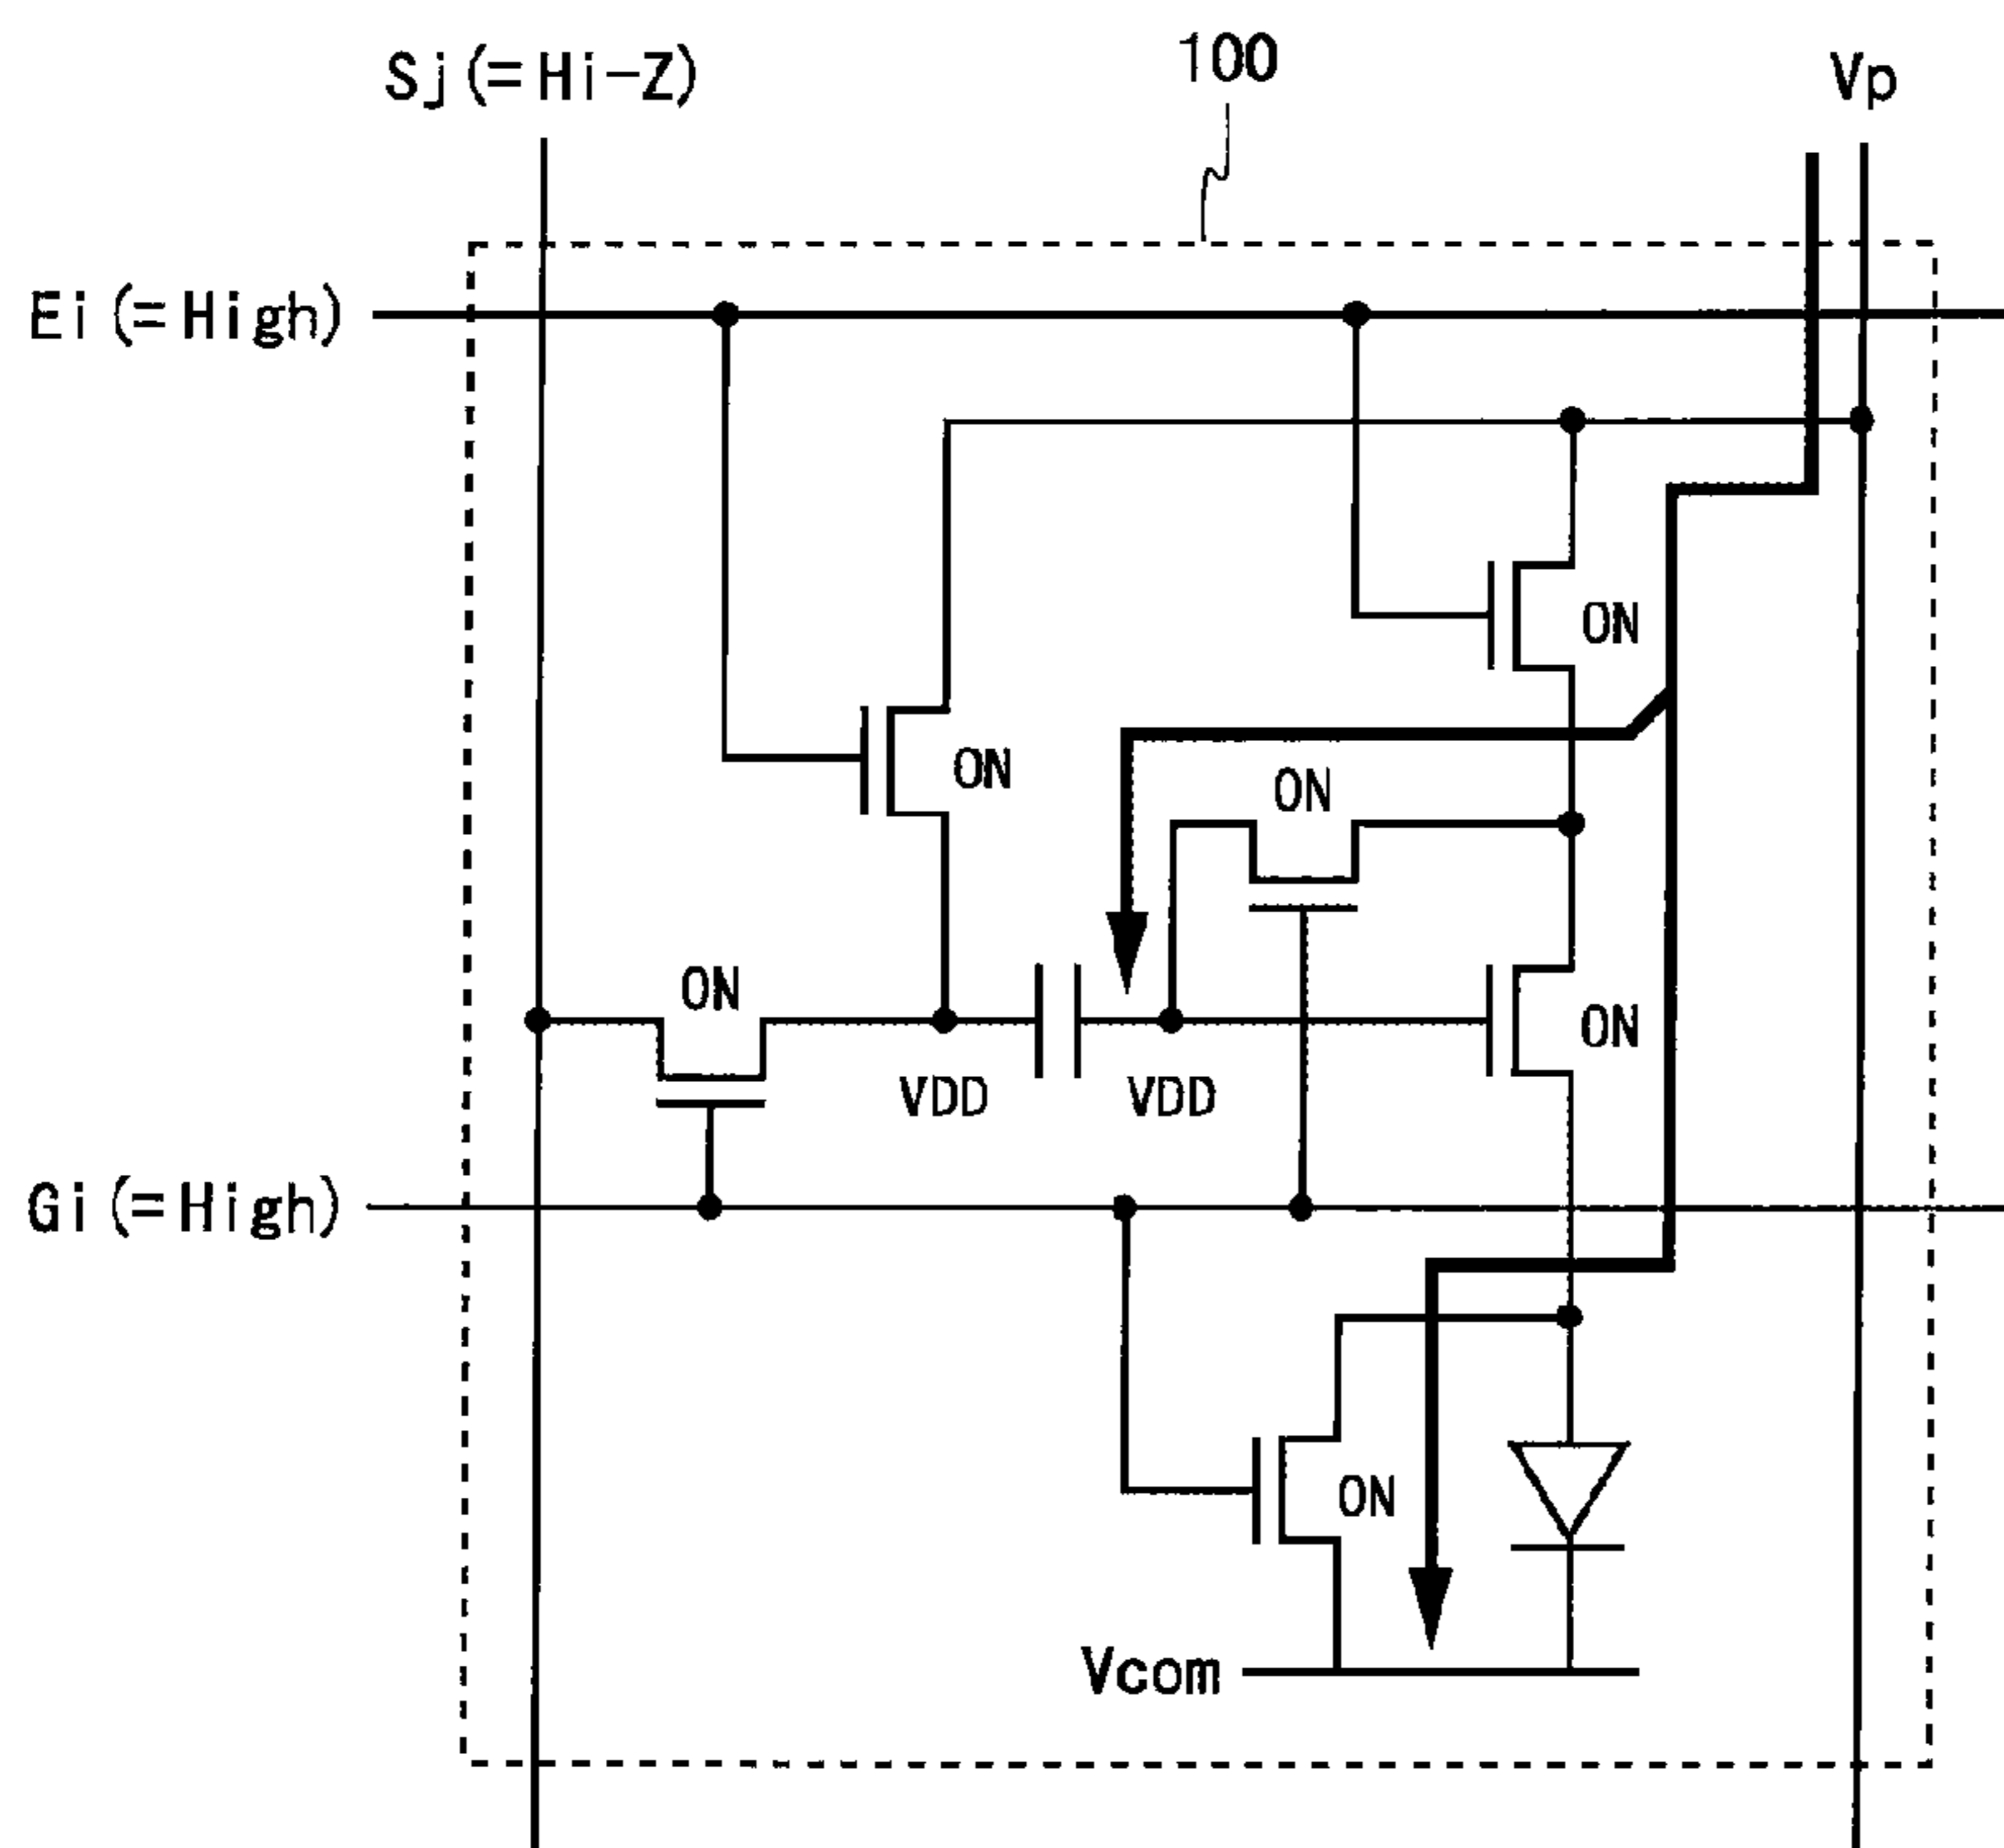 Sj(=Hi-Z)
100
Vp
Ei(=High)
ON
ON
ON
ON
ON
VDD
VDD
Gi(=High)
ON
Vcom